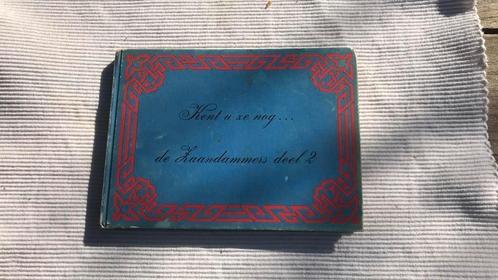 Kent u ze nog...
de Zaandammers deel 2